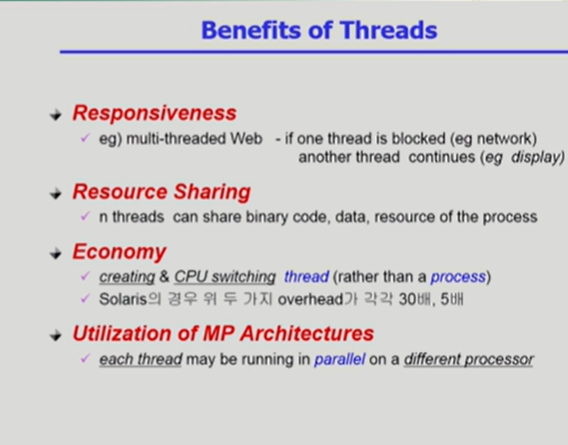 Benefits of Threads
Responsiveness
eg) multi-threaded Web - if one thread is blocked (eg network)
another thread continues (eg display)
Resource Sharing
n threads can share binary code, data, resource of the process
Economy
creating & CPU switching thread (rather than a process)
Solaris의 경우 위 두 가지 overhead가 각각 30배, 5배
Utilization of MP Architectures
each thread may be running in parallel on a different processor